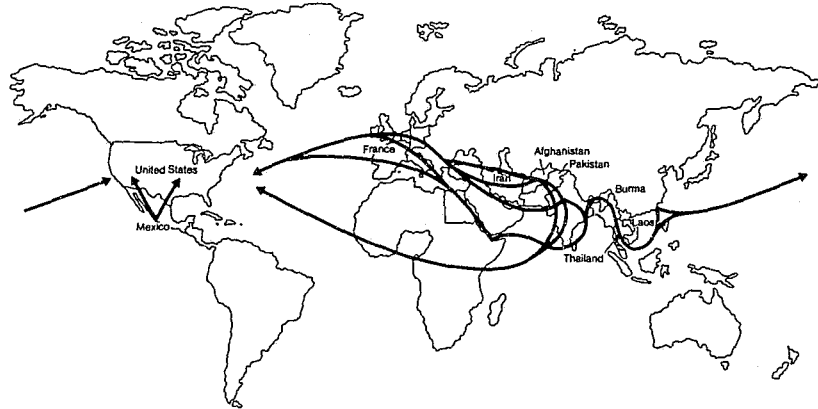 France
Afghanistan
Pakistan
United States
Iran
Burma
Mexico
Laos
Thailand